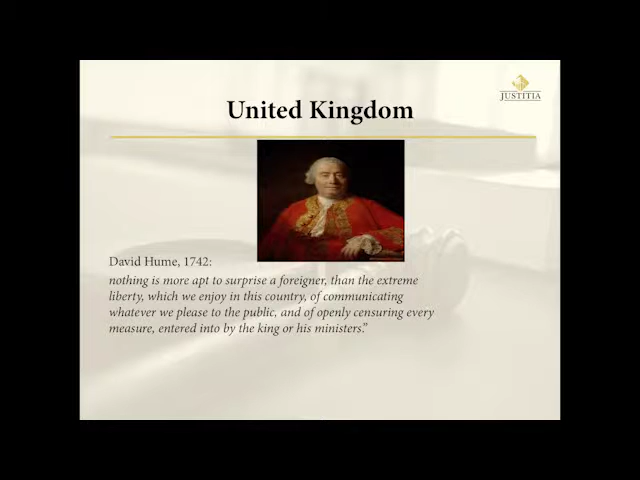 JUSTITIA
United Kingdom
David Hume, 1742:
nothing is more apt to surprise a foreigner, than the extreme
liberty, which we enjoy in this country, of communicating
whatever we please to the public, and of openly censuring every
measure, entered into by the king or his ministers."